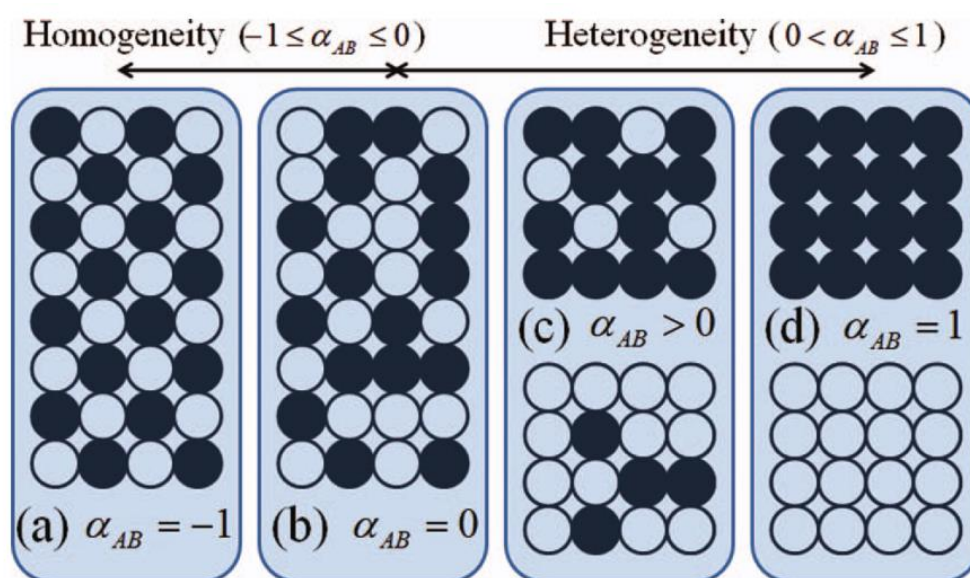 Homogeneity (−1 ≤ α_AB ≤ 0) Heterogeneity (0 < α_AB ≤ 1)
(c) α_AB > 0 (d) α_AB = 1
(a) α_AB = −1 (b) α_AB = 0